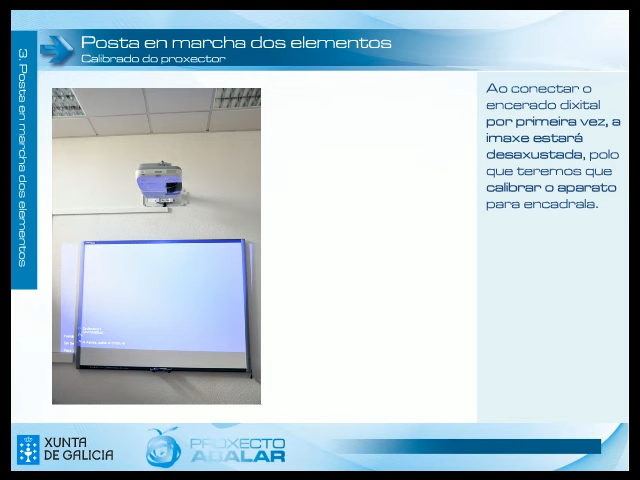 Posta en marcha dos elementos
Calibrado do proxector
3. Posta en marcha dos elementos
Ao conectar o
encerado dixital
por primeira vez, a
imaxe estará
desaxustada, polo
que teremos que
calibrar o aparato
para encadrala.
XUNTA
DE GALICIA
PROXECTO
ABALAR